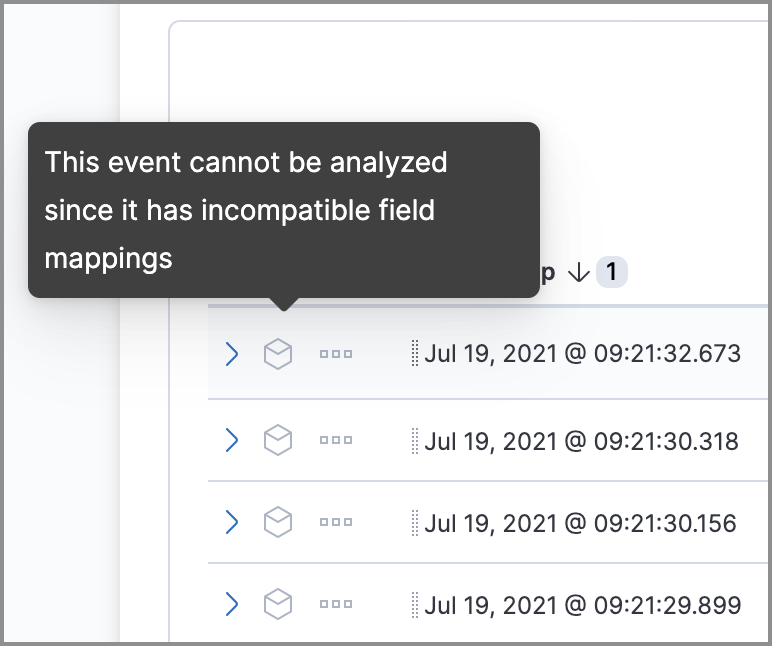 This event cannot be analyzed
since it has incompatible field
mappings
p ↓ 1
Jul 19, 2021 @ 09:21:32.673
Jul 19, 2021 @ 09:21:30.318
Jul 19, 2021 @ 09:21:30.156
Jul 19, 2021 @ 09:21:29.899